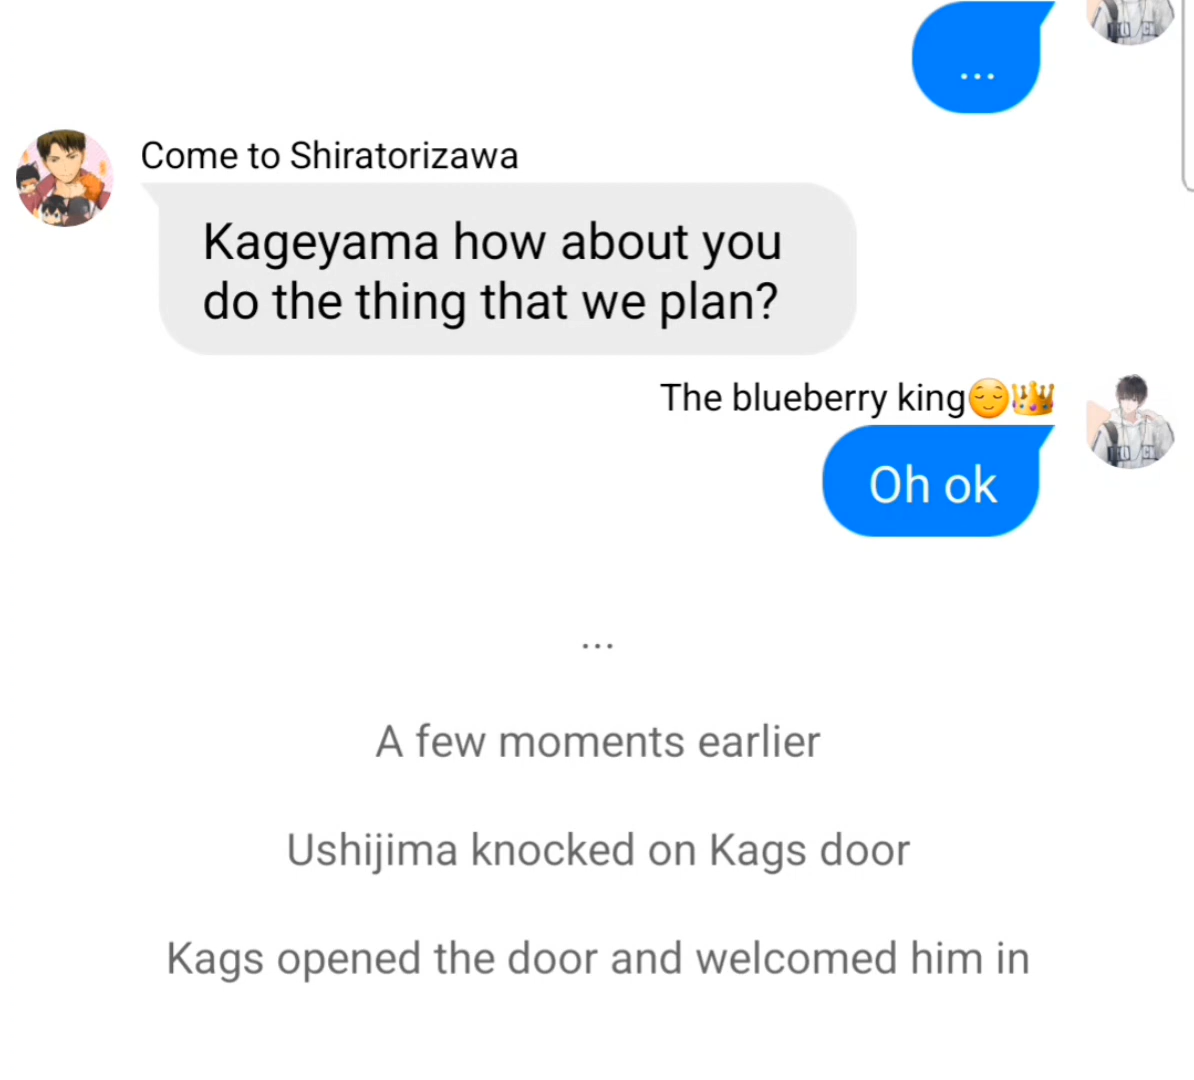 ...
Come to Shiratorizawa
Kageyama how about you
do the thing that we plan?
The blueberry king😌👑
Oh ok
...
A few moments earlier
Ushijima knocked on Kags door
Kags opened the door and welcomed him in